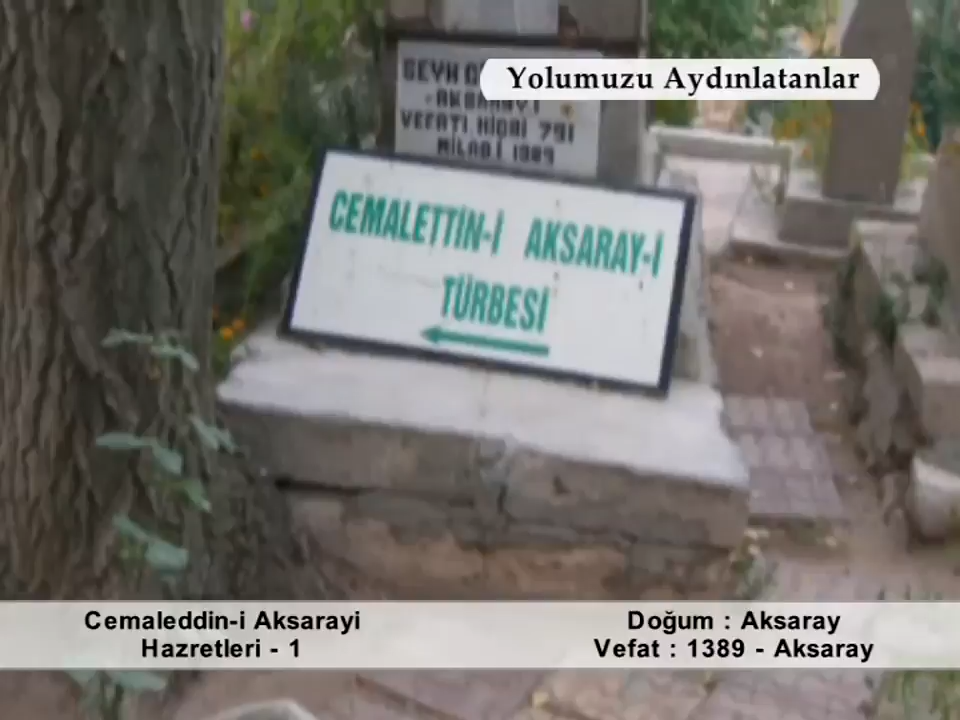 Yolumuzu Aydınlatanlar
ŞEYH
AKSARAYİ
VEFATI HİCRİ 791
MİLADİ 1389
CEMALETTİN-İ AKSARAY-İ
TÜRBESİ
Cemaleddin-i Aksarayi
Hazretleri - 1
Doğum : Aksaray
Vefat : 1389 - Aksaray